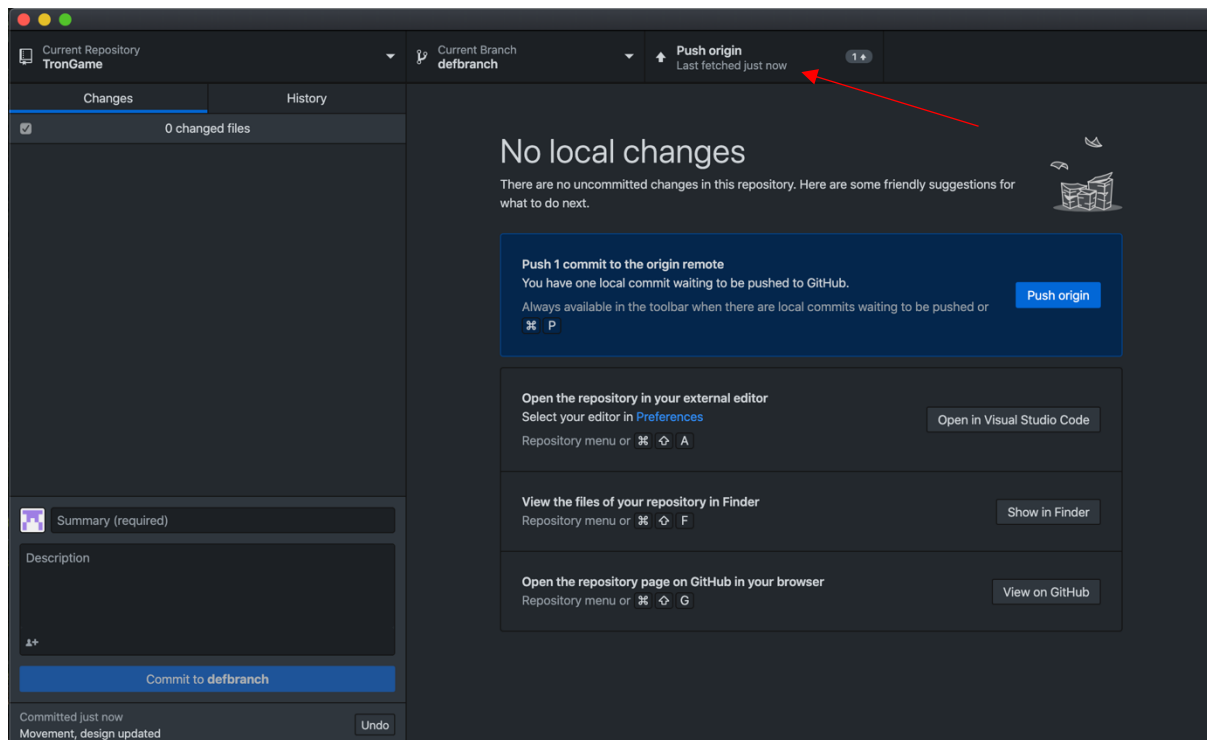 Current Repository
TronGame
Current Branch
defbranch
Push origin
Last fetched just now
1
Changes
History
0 changed files
No local changes
There are no uncommitted changes in this repository. Here are some friendly suggestions for
what to do next.
Push 1 commit to the origin remote
You have one local commit waiting to be pushed to GitHub.
Always available in the toolbar when there are local commits waiting to be pushed or
⌘ P
Push origin
Open the repository in your external editor
Select your editor in Preferences
Repository menu or ⌘ ⇧ A
Open in Visual Studio Code
View the files of your repository in Finder
Repository menu or ⌘ ⇧ F
Show in Finder
Open the repository page on GitHub in your browser
Repository menu or ⌘ ⇧ G
View on GitHub
Summary (required)
Description
Commit to defbranch
Committed just now
Movement, design updated
Undo